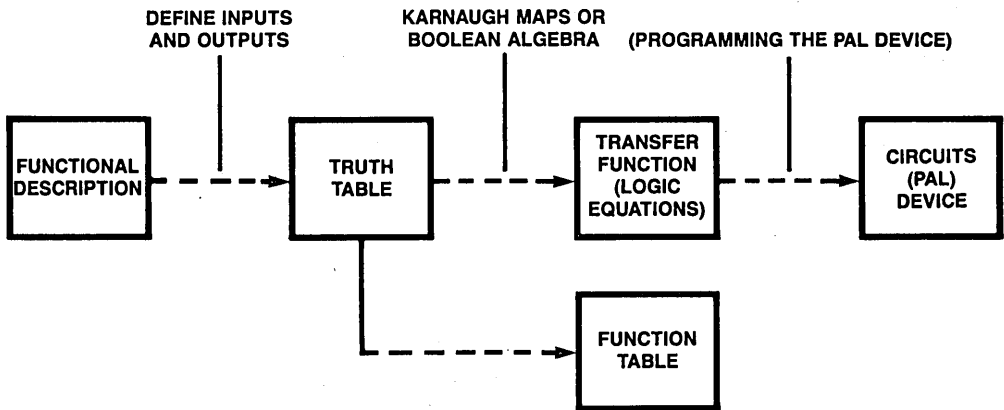 DEFINE INPUTS
AND OUTPUTS
KARNAUGH MAPS OR
BOOLEAN ALGEBRA
(PROGRAMMING THE PAL DEVICE)
FUNCTIONAL
DESCRIPTION
TRUTH
TABLE
TRANSFER
FUNCTION
(LOGIC
EQUATIONS)
CIRCUITS
(PAL)
DEVICE
FUNCTION
TABLE